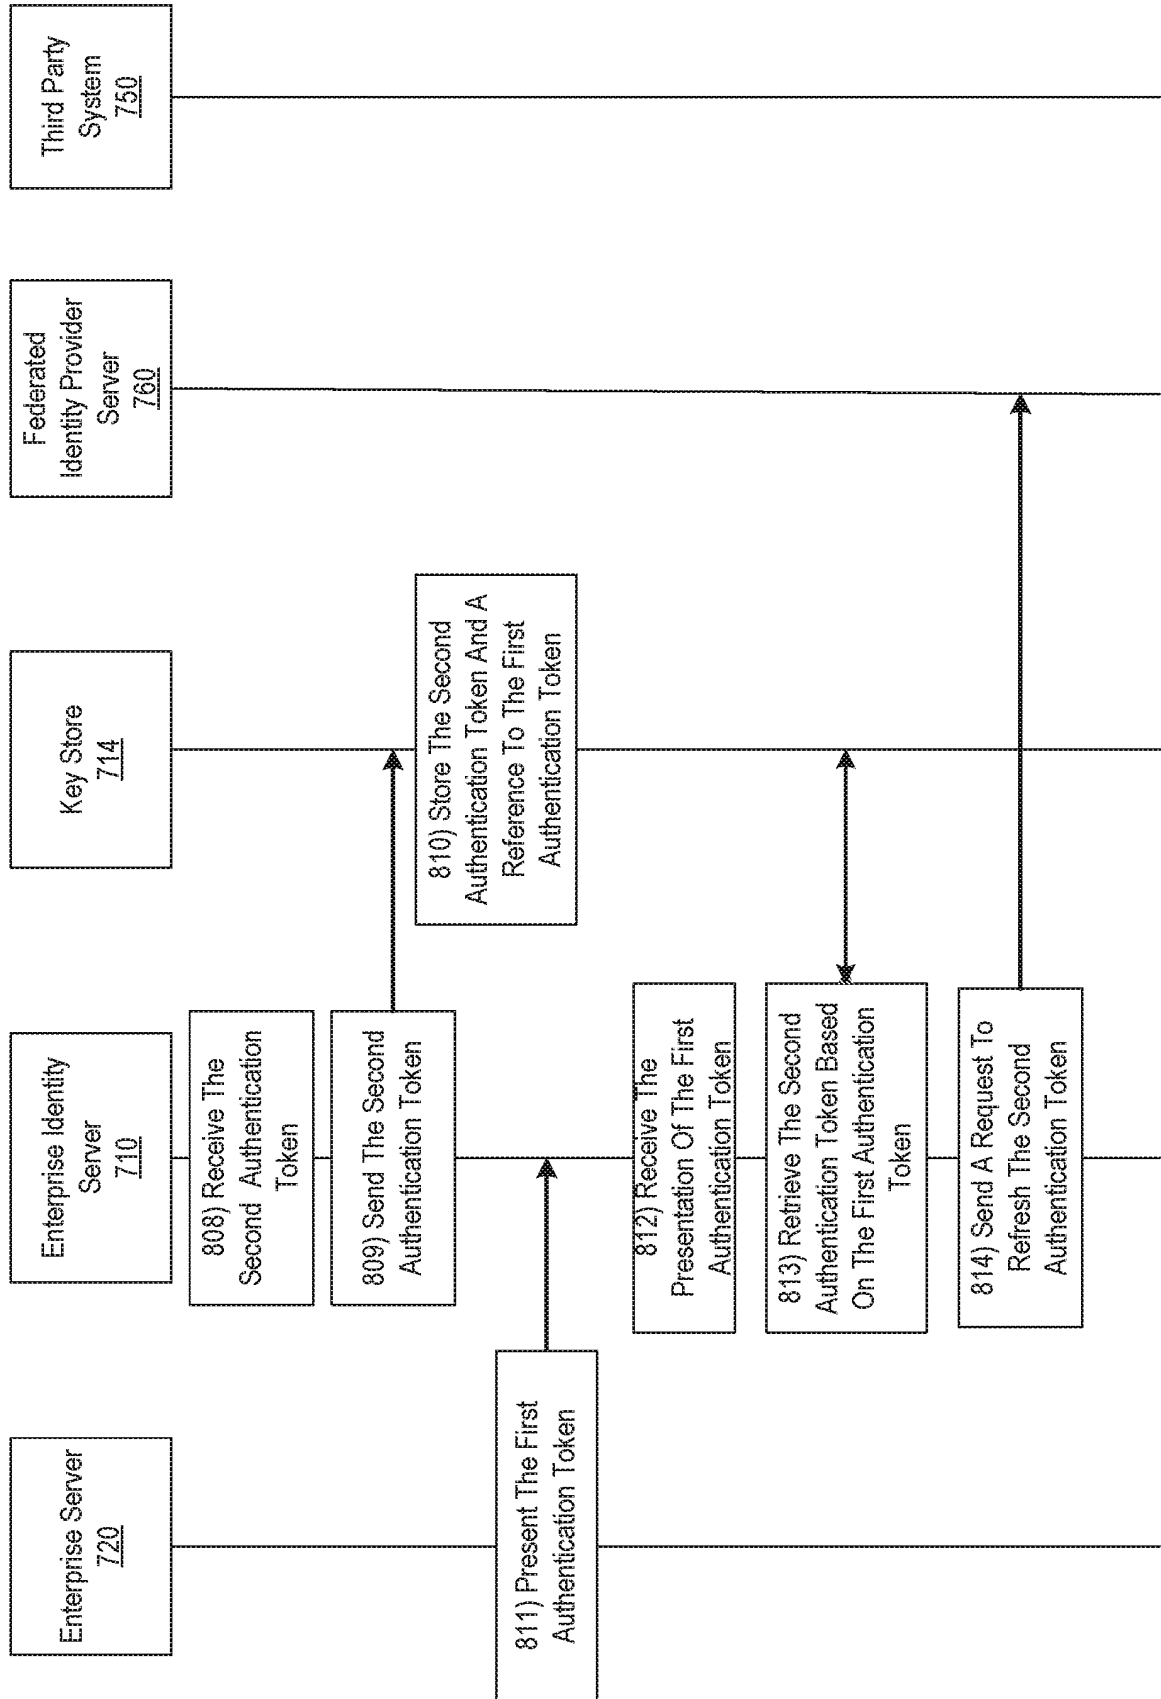 Enterprise Server
720
Enterprise Identity
Server
710
Key Store
714
Federated
Identity Provider
Server
760
Third Party
System
750
808) Receive The
Second Authentication
Token
809) Send The Second
Authentication Token
810) Store The Second
Authentication Token And A
Reference To The First
Authentication Token
811) Present The First
Authentication Token
812) Receive The
Presentation Of The First
Authentication Token
813) Retrieve The Second
Authentication Token Based
On The First Authentication
Token
814) Send A Request To
Refresh The Second
Authentication Token